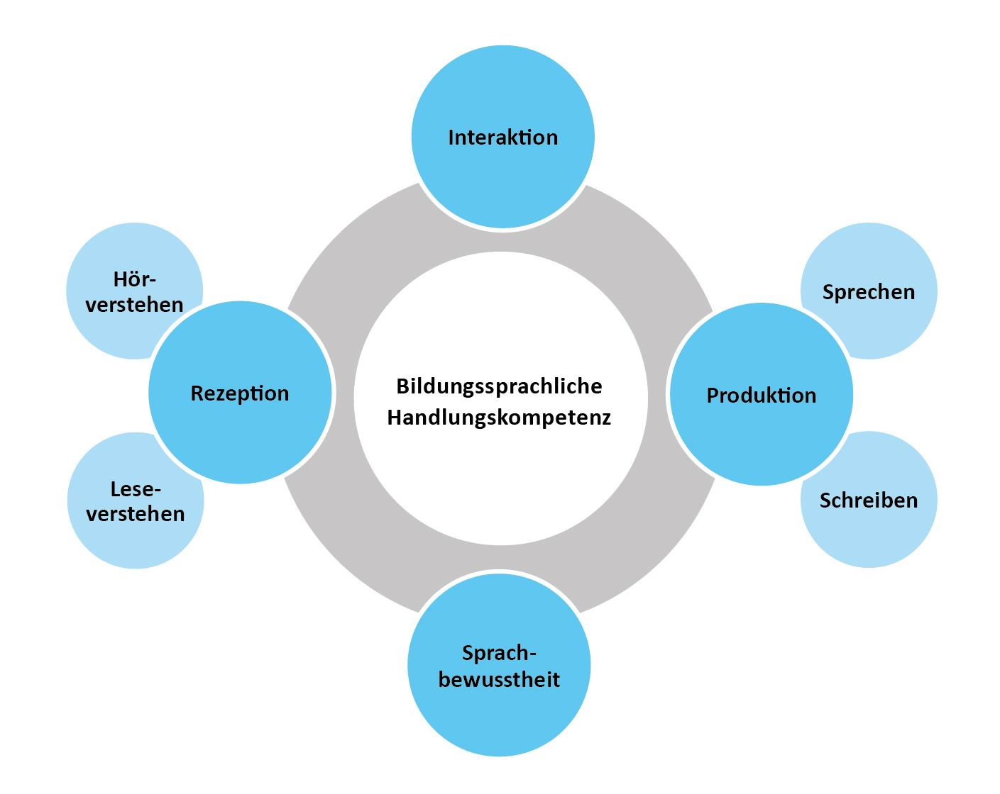 Interaktion
Hör-
verstehen
Sprechen
Rezeption
Bildungssprachliche
Handlungskompetenz
Produktion
Lese-
verstehen
Schreiben
Sprach-
bewusstheit